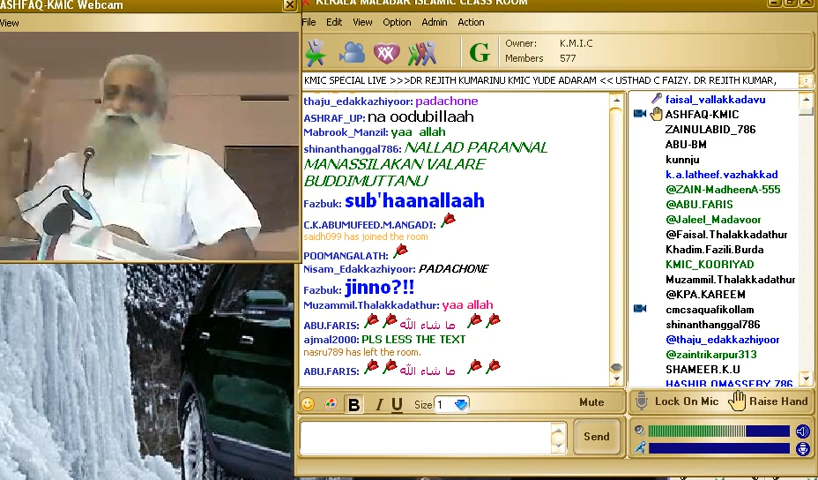 ASHFAQ-KMIC Webcam
View
KERALA MALABAR ISLAMIC CLASS ROOM
File Edit View Option Admin Action
G
Owner: K.M.I.C
Members 577
KMIC SPECIAL LIVE >>>DR REJITH KUMARINU KMIC YUDE ADARAM << USTHAD C FAIZY. DR REJITH KUMAR,
thaju_edakkazhiyoor: padachone
ASHRAF_UP: na oodubillaah
Mabrook_Manzil: yaa allah
shinanthanggal786: NALLAD PARANNAL
MANASSILAKAN VALARE
BUDDIMUTTANU
Fazbuk: sub'haanallaah
C.K.ABUMUFEED.M.ANGADI:
saidh099 has joined the room
POOMANGALATH:
Nisam_Edakkazhiyoor: PADACHONE
Fazbuk: jinno?!!
Muzammil.Thalakkadathur: yaa allah
ABU.FARIS: ما شاء الله
ajmal2000: PLS LESS THE TEXT
nasru789 has left the room.
ABU.FARIS: ما شاء الله
faisal_vallakkadavu
ASHFAQ-KMIC
ZAINULABID_786
ABU-BM
kunnju
k.a.latheef.vazhakkad
@ZAIN-MadheenA-555
@ABU.FARIS
@Jaleel_Madavoor
@Faisal.Thalakkadathur
Khadim.Fazili.Burda
KMIC_KOORIYAD
Muzammil.Thalakkadathur
@KPA.KAREEM
cmcsaquafikollam
shinanthanggal786
@thaju_edakkazhiyoor
@zaintrikarpur313
SHAMEER.K.U
HASHIR OMASSERY 786
B I U Size 1 Mute
Lock On Mic Raise Hand
Send